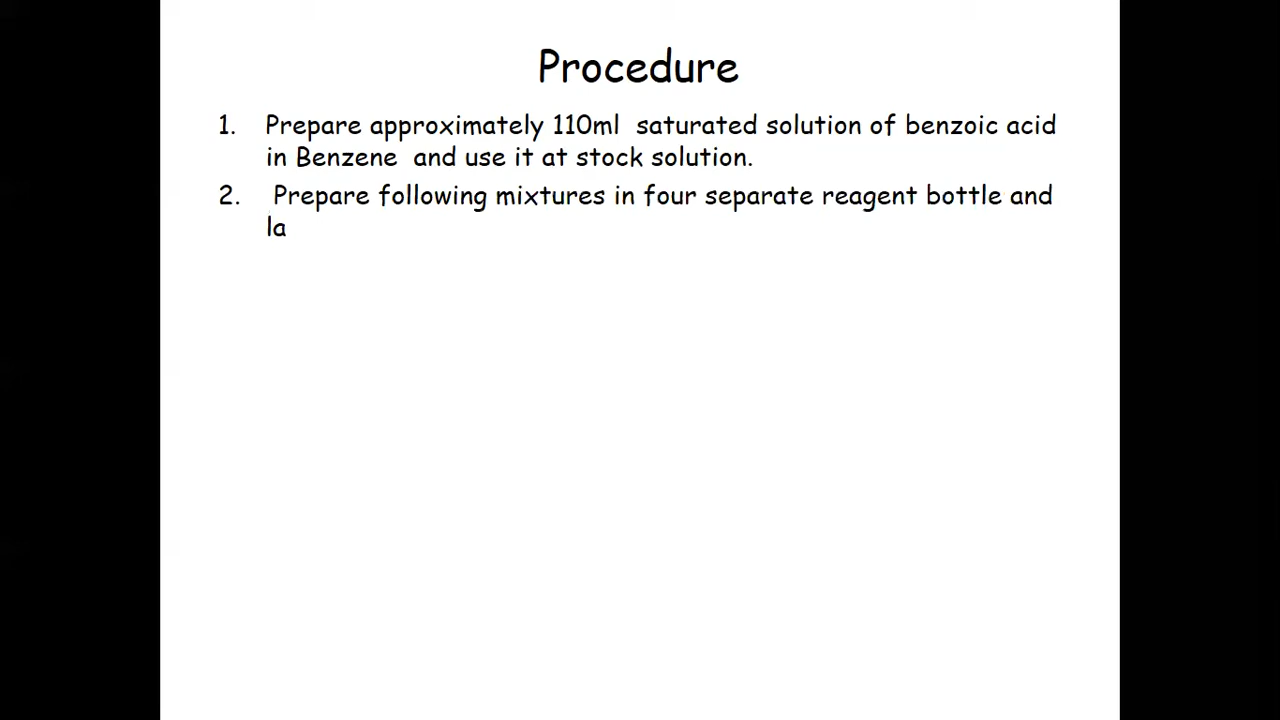 Procedure
1. Prepare approximately 110ml saturated solution of benzoic acid
in Benzene and use it at stock solution.
2. Prepare following mixtures in four separate reagent bottle and
la